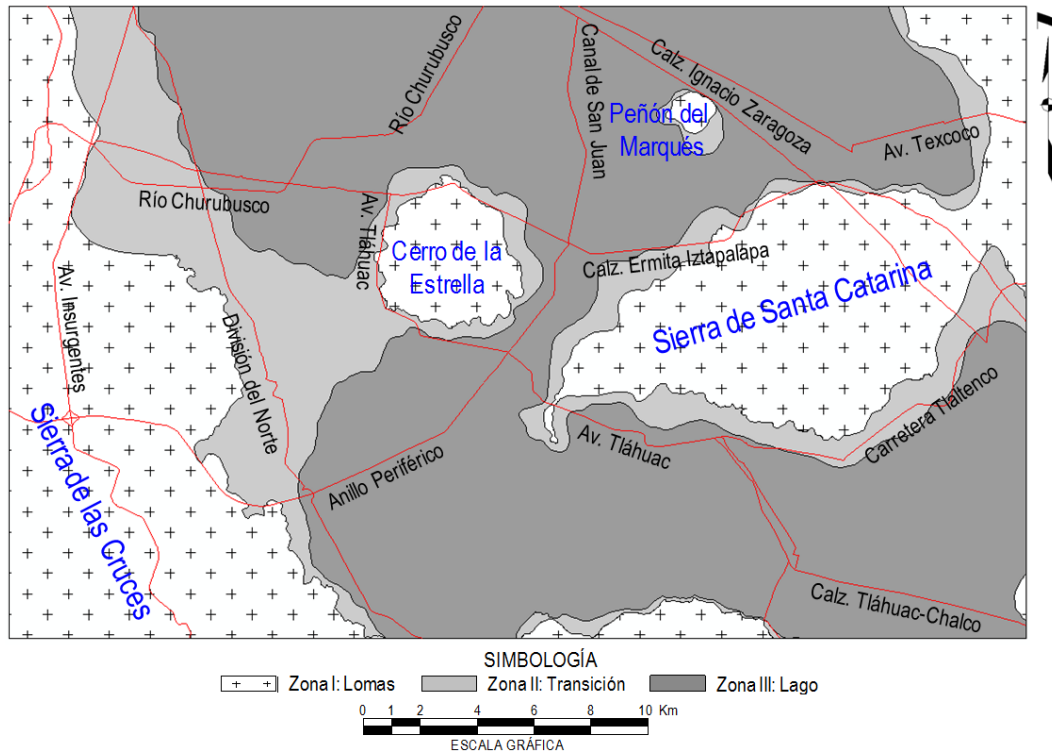 Río Churubusco
Canal de San Juan
Calz. Ignacio Zaragoza
Peñón del
Marqués
Av. Texcoco
Río Churubusco
Av. Tláhuac
Cerro de la
Estrella
Calz. Ermita Iztapalapa
Av. Insurgentes
División del Norte
Sierra de Santa Catarina
Sierra de las Cruces
Anillo Periférico
Av. Tláhuac
Carretera Tlaltenco
Calz. Tláhuac-Chalco
SIMBOLOGÍA
Zona I: Lomas
Zona II: Transición
Zona III: Lago
0 1 2 4 6 8 10 Km
ESCALA GRÁFICA